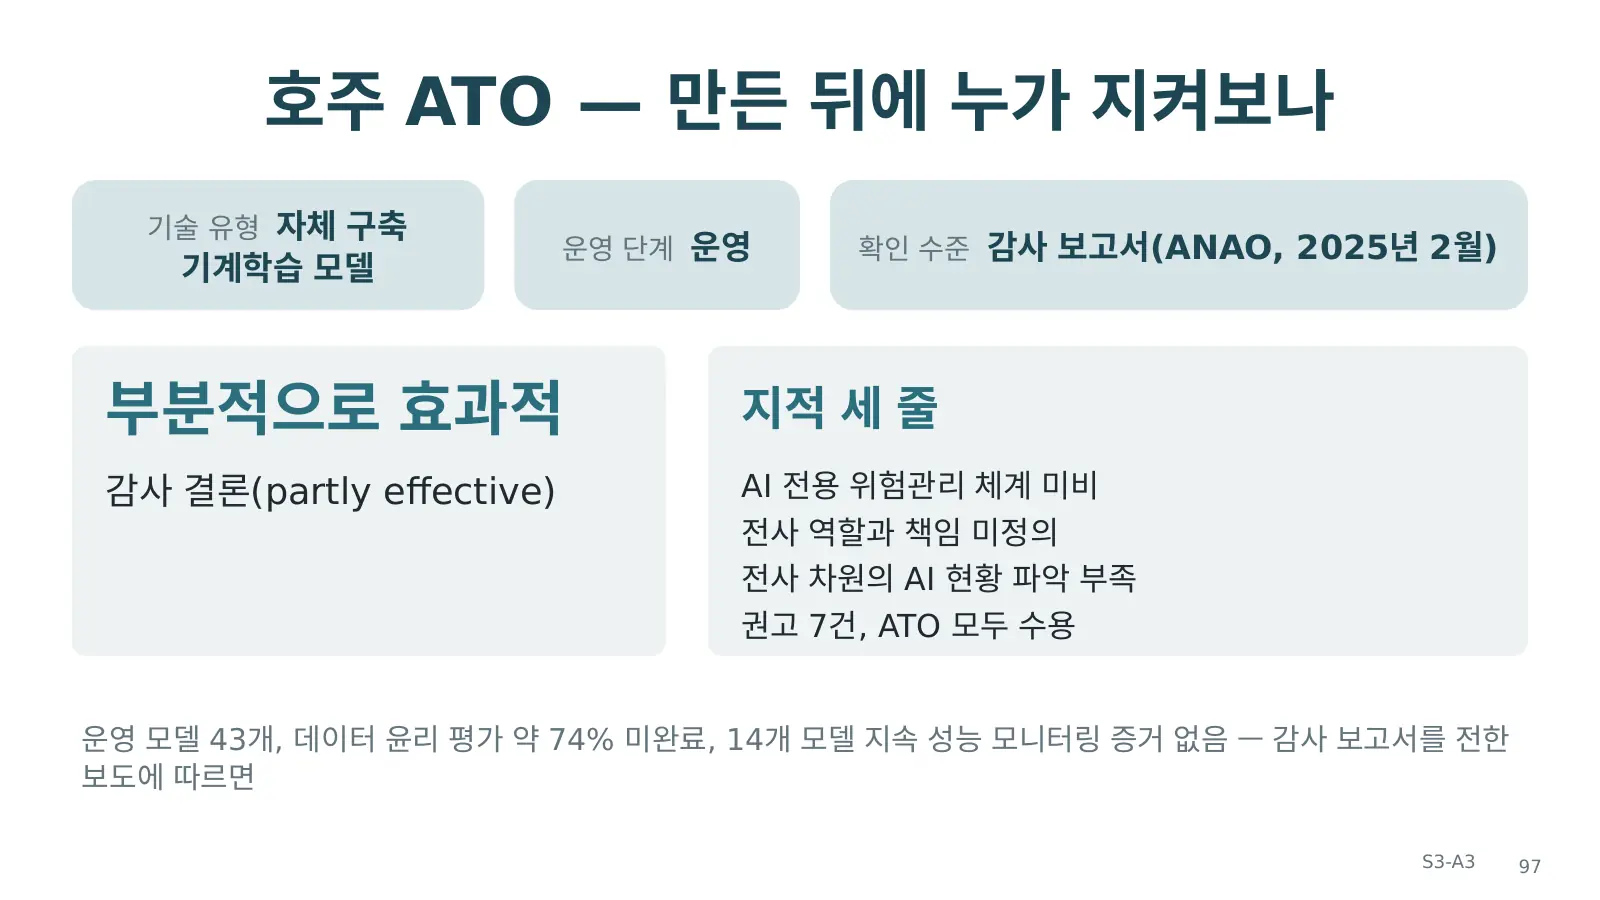 호주 ATO — 만든 뒤에 누가 지켜보나
기술 유형 자체 구축
기계학습 모델
운영 단계 운영
확인 수준 감사 보고서(ANAO, 2025년 2월)
부분적으로 효과적
감사 결론(partly effective)
지적 세 줄
AI 전용 위험관리 체계 미비
전사 역할과 책임 미정의
전사 차원의 AI 현황 파악 부족
권고 7건, ATO 모두 수용
운영 모델 43개, 데이터 윤리 평가 약 74% 미완료, 14개 모델 지속 성능 모니터링 증거 없음 — 감사 보고서를 전한
보도에 따르면
S3-A3
97